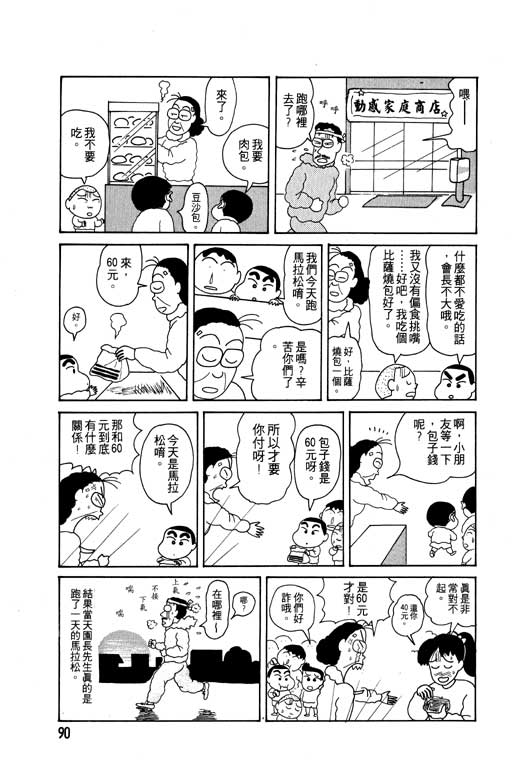 喂——
動感家庭商店
呼呼
跑哪裡
去了？
來了。
我要
肉包。
豆沙包。
我不要
吃。
什麼都不愛吃的話
，會長不大哦。
我又沒有偏食挑嘴
……好吧，我吃個
比薩燒包好了。
好，比薩
燒包一個。
我們今天跑
馬拉松唷。
是嗎？辛
苦你們了
來，
60元。
好。
啊，小朋
友等一下
，包子錢
呢？
包子錢是
60元呀。
所以才要
你付呀！
今天是馬拉
松唷。
那和60
元到底
有什麼
關係！
真是非
常對不
起。
還你
40元。
是60元
才對！
你們好
詐哦。
哪？
在哪裡～
上氣
不接
下氣
喘
喘
結果當天園長先生真的是
跑了一天的馬拉松。
90